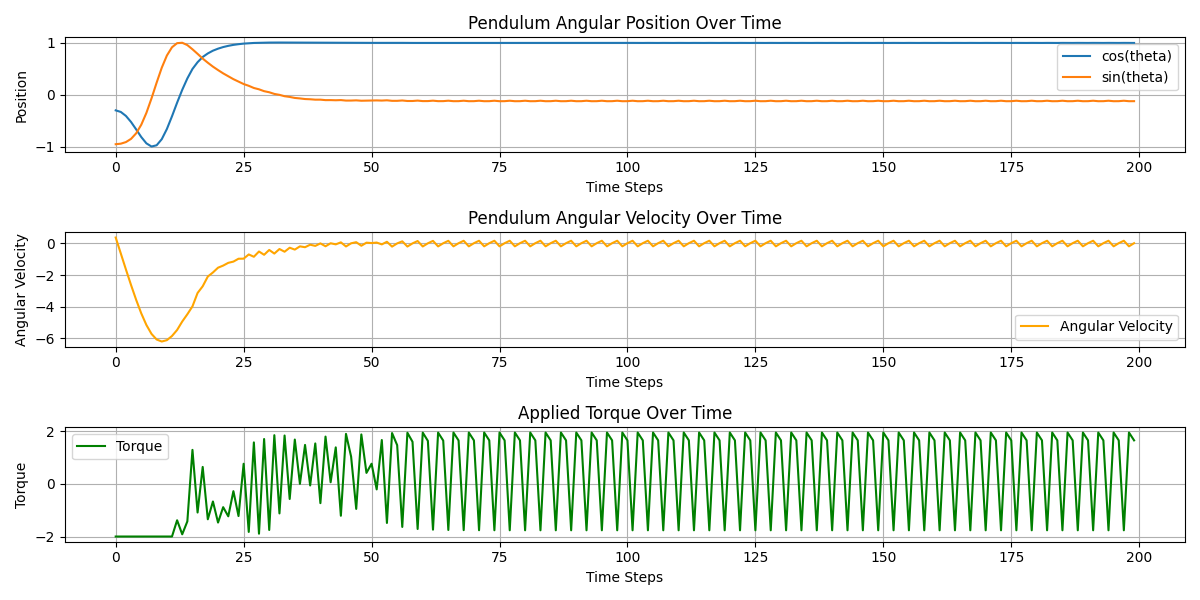 Pendulum Angular Position Over Time
Position
1
0
−1
cos(theta)
sin(theta)
0 25 50 75 100 125 150 175 200
Time Steps
Pendulum Angular Velocity Over Time
Angular Velocity
0
−2
−4
−6
Angular Velocity
0 25 50 75 100 125 150 175 200
Time Steps
Applied Torque Over Time
Torque
2
0
−2
Torque
0 25 50 75 100 125 150 175 200
Time Steps